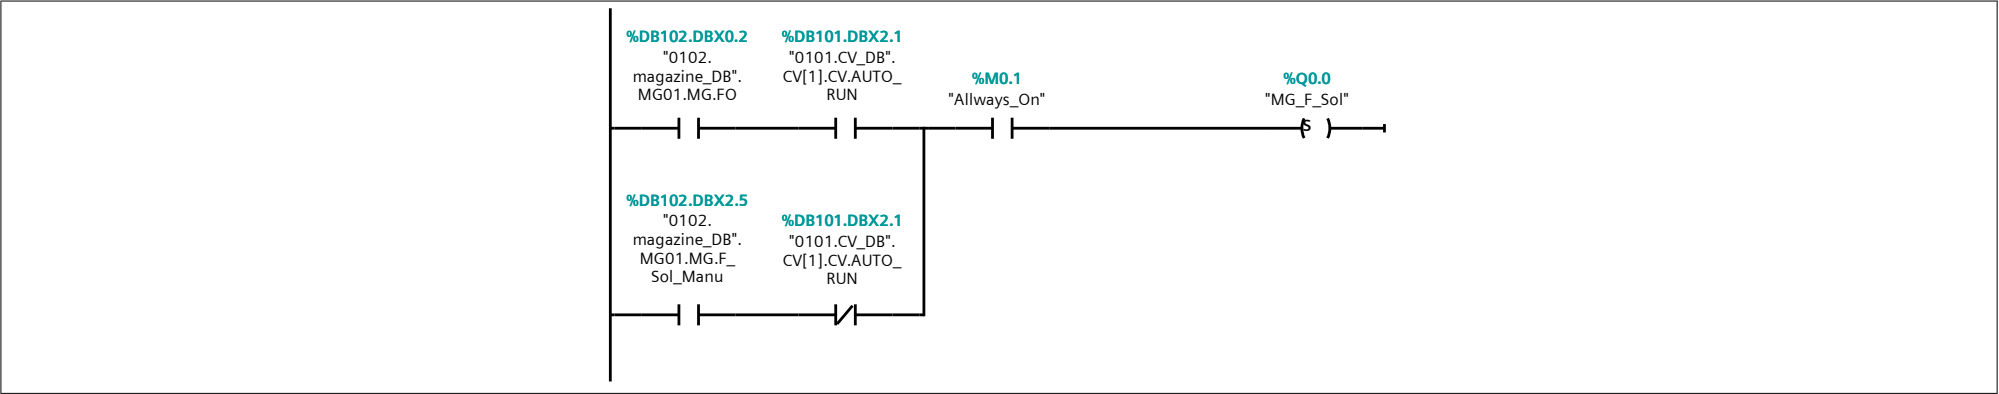 %DB102.DBX0.2
"0102.
magazine_DB".
MG01.MG.FO
%DB101.DBX2.1
"0101.CV_DB".
CV[1].CV.AUTO_
RUN
%M0.1
"Allways_On"
%Q0.0
"MG_F_Sol"
S
%DB102.DBX2.5
"0102.
magazine_DB".
MG01.MG.F_
Sol_Manu
%DB101.DBX2.1
"0101.CV_DB".
CV[1].CV.AUTO_
RUN